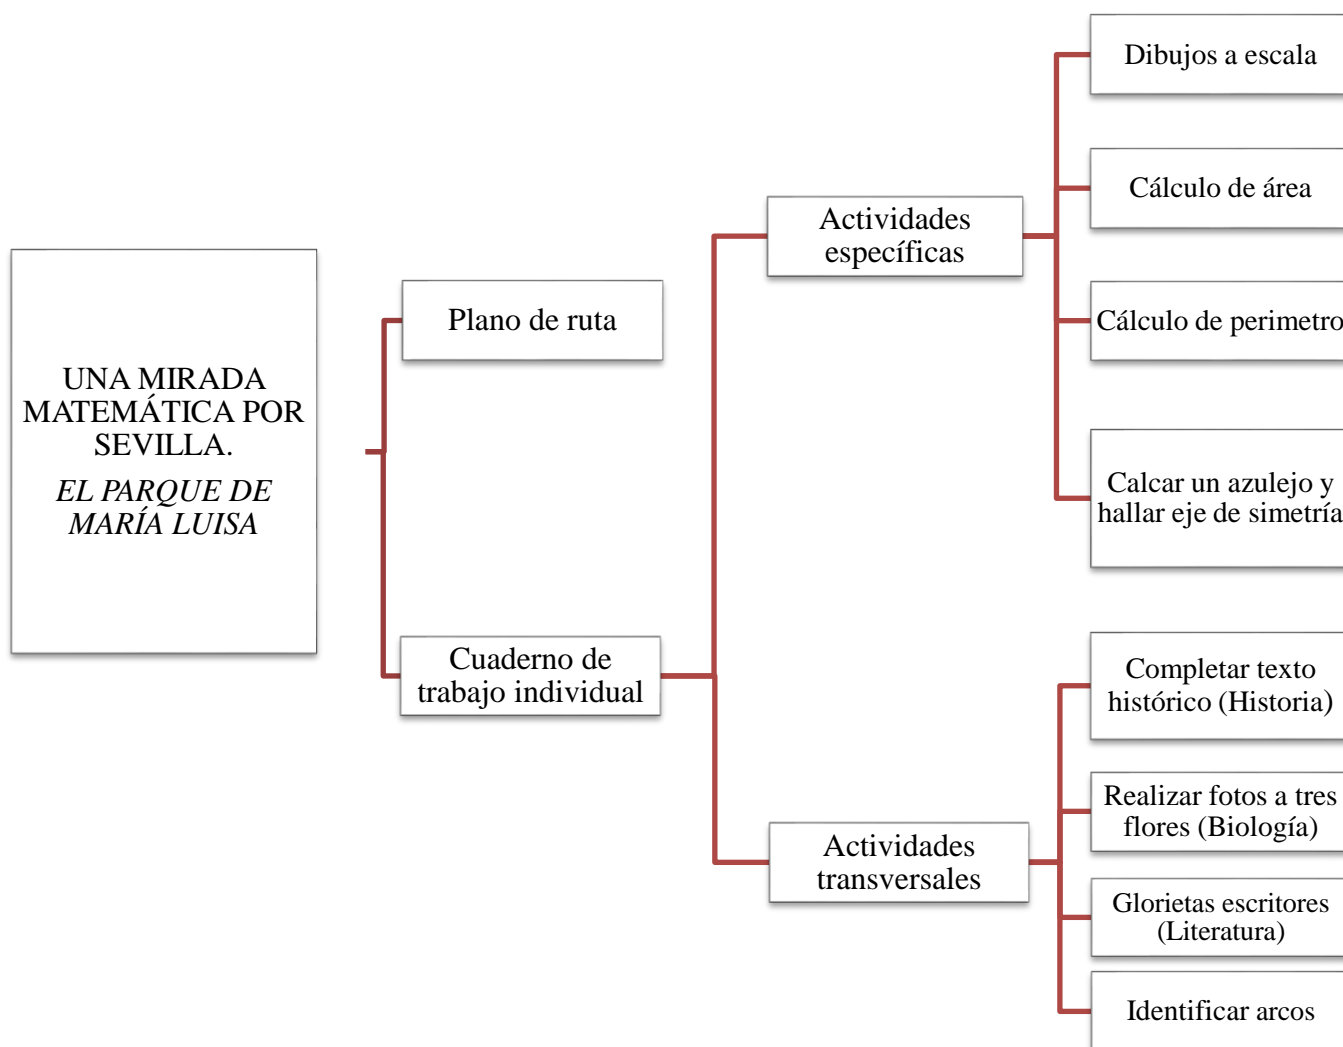 UNA MIRADA
MATEMÁTICA POR
SEVILLA.
EL PARQUE DE
MARÍA LUISA
Plano de ruta
Cuaderno de
trabajo individual
Actividades
específicas
Dibujos a escala
Cálculo de área
Cálculo de perimetro
Calcar un azulejo y
hallar eje de simetría
Actividades
transversales
Completar texto
histórico (Historia)
Realizar fotos a tres
flores (Biología)
Glorietas escritores
(Literatura)
Identificar arcos